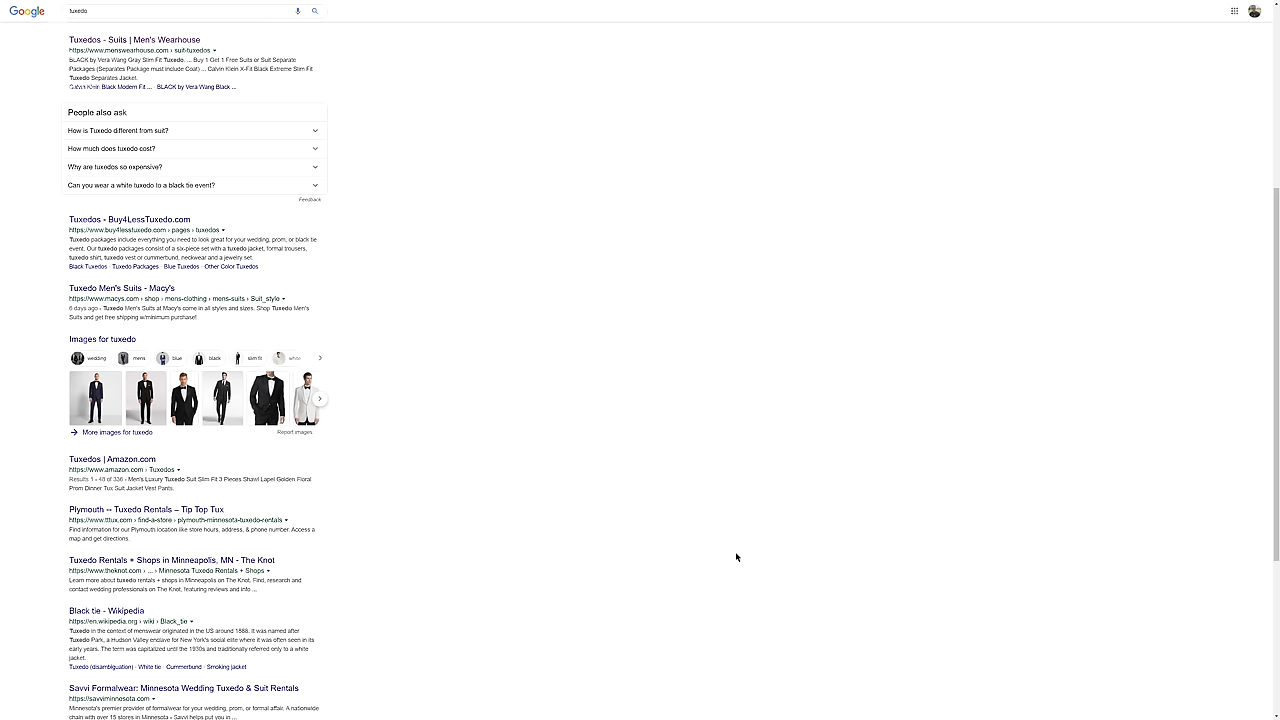 Google
tuxedo
Tuxedos - Suits | Men's Wearhouse
https://www.menswearhouse.com › suit-tuxedos
BLACK by Vera Wang Gray Slim Fit Tuxedo. ... Buy 1 Get 1 Free Suits or Suit Separate
Packages (Separates Package must include Coat) ... Calvin Klein X-Fit Black Extreme Slim Fit
Tuxedo Separates Jacket.
Calvin Klein Black Modern Fit ... · BLACK by Vera Wang Black ...
People also ask
How is Tuxedo different from suit?
How much does tuxedo cost?
Why are tuxedos so expensive?
Can you wear a white tuxedo to a black tie event?
Feedback
Tuxedos - Buy4LessTuxedo.com
https://www.buy4lesstuxedo.com › pages › tuxedos
Tuxedo packages include everything you need to look great for your wedding, prom, or black tie
event. Our tuxedo packages consist of a six-piece set with a tuxedo jacket, formal trousers,
tuxedo shirt, tuxedo vest or cummerbund, neckwear and a jewelry set.
Black Tuxedos · Tuxedo Packages · Blue Tuxedos · Other Color Tuxedos
Tuxedo Men's Suits - Macy's
https://www.macys.com › shop › mens-clothing › mens-suits › Suit_style
6 days ago - Tuxedo Men's Suits at Macy's come in all styles and sizes. Shop Tuxedo Men's
Suits and get free shipping w/minimum purchase!
Images for tuxedo
wedding mens blue black slim fit white
More images for tuxedo
Report images
Tuxedos | Amazon.com
https://www.amazon.com › Tuxedos
Results 1 - 48 of 336 - Men's Luxury Tuxedo Suit Slim Fit 3 Pieces Shawl Lapel Golden Floral
Prom Dinner Tux Suit Jacket Vest Pants.
Plymouth -- Tuxedo Rentals – Tip Top Tux
https://www.tttux.com › find-a-store › plymouth-minnesota-tuxedo-rentals
Find information for our Plymouth location like store hours, address, & phone number. Access a
map and get directions.
Tuxedo Rentals + Shops in Minneapolis, MN - The Knot
https://www.theknot.com › ... › Minnesota Tuxedo Rentals + Shops
Learn more about tuxedo rentals + shops in Minneapolis on The Knot. Find, research and
contact wedding professionals on The Knot, featuring reviews and info ...
Black tie - Wikipedia
https://en.wikipedia.org › wiki › Black_tie
Tuxedo in the context of menswear originated in the US around 1888. It was named after
Tuxedo Park, a Hudson Valley enclave for New York's social elite where it was often seen in its
early years. The term was capitalized until the 1930s and traditionally referred only to a white
jacket.
Tuxedo (disambiguation) · White tie · Cummerbund · Smoking jacket
Savvi Formalwear: Minnesota Wedding Tuxedo & Suit Rentals
https://savviminnesota.com
Minnesota's premier provider of formalwear for your wedding, prom, or formal affair. A nationwide
chain with over 15 stores in Minnesota • Savvi helps put you in ...